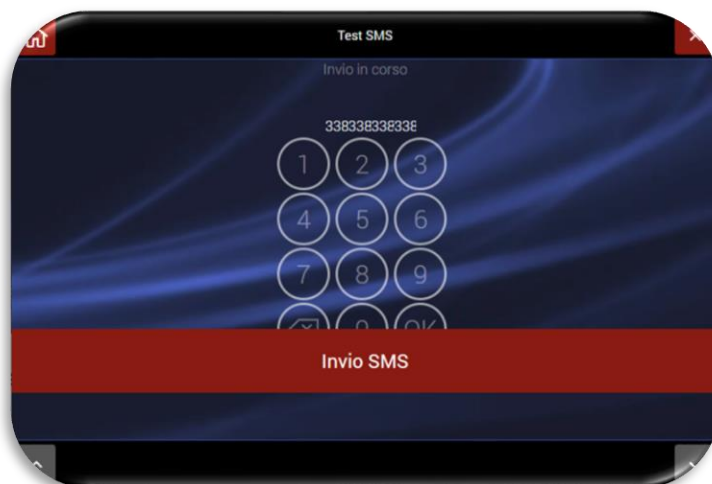 Test SMS
Invio in corso
338338338338
1 2 3
4 5 6
7 8 9
0 OK
Invio SMS